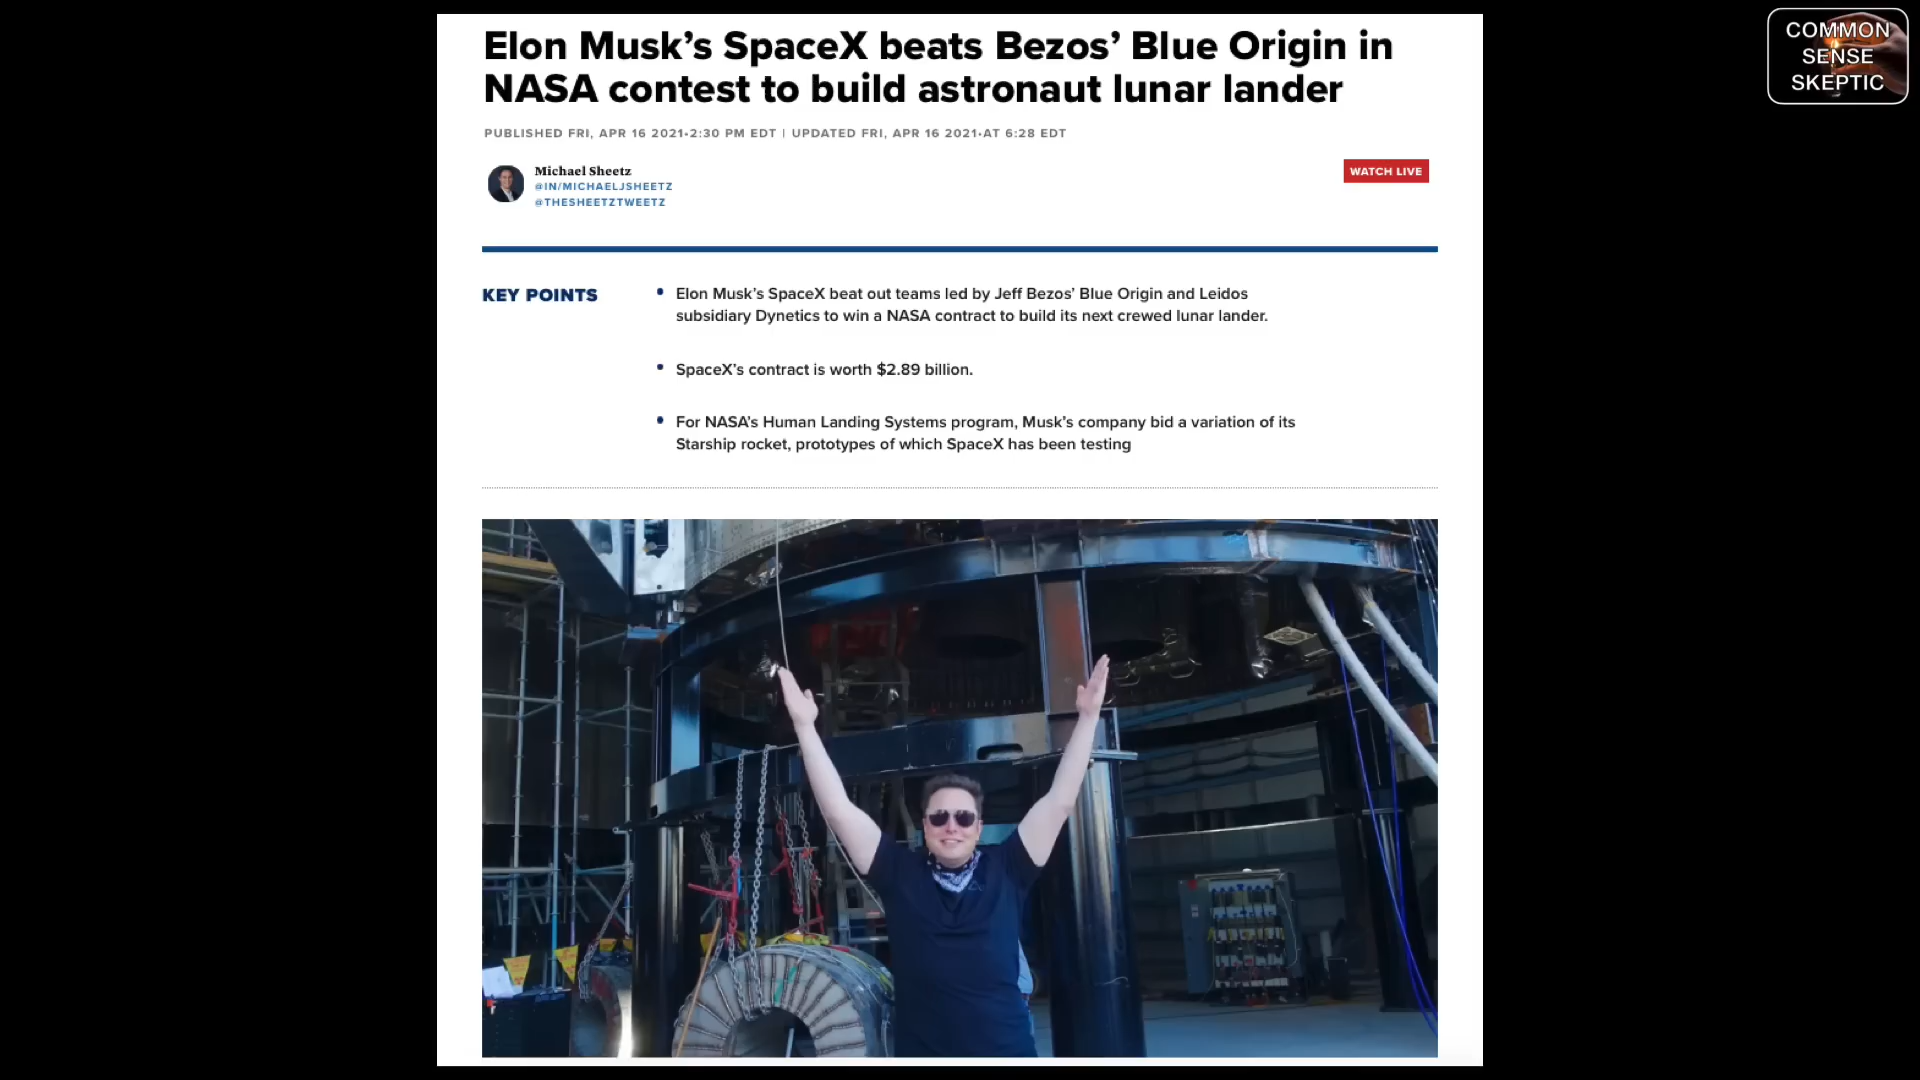 Elon Musk’s SpaceX beats Bezos’ Blue Origin in
NASA contest to build astronaut lunar lander
PUBLISHED FRI, APR 16 2021•2:30 PM EDT | UPDATED FRI, APR 16 2021•AT 6:28 EDT
Michael Sheetz
@IN/MICHAELJSHEETZ
@THESHEETZTWEETZ
WATCH LIVE
KEY POINTS
• Elon Musk’s SpaceX beat out teams led by Jeff Bezos’ Blue Origin and Leidos
subsidiary Dynetics to win a NASA contract to build its next crewed lunar lander.
• SpaceX’s contract is worth $2.89 billion.
• For NASA’s Human Landing Systems program, Musk’s company bid a variation of its
Starship rocket, prototypes of which SpaceX has been testing
COMMON
SENSE
SKEPTIC